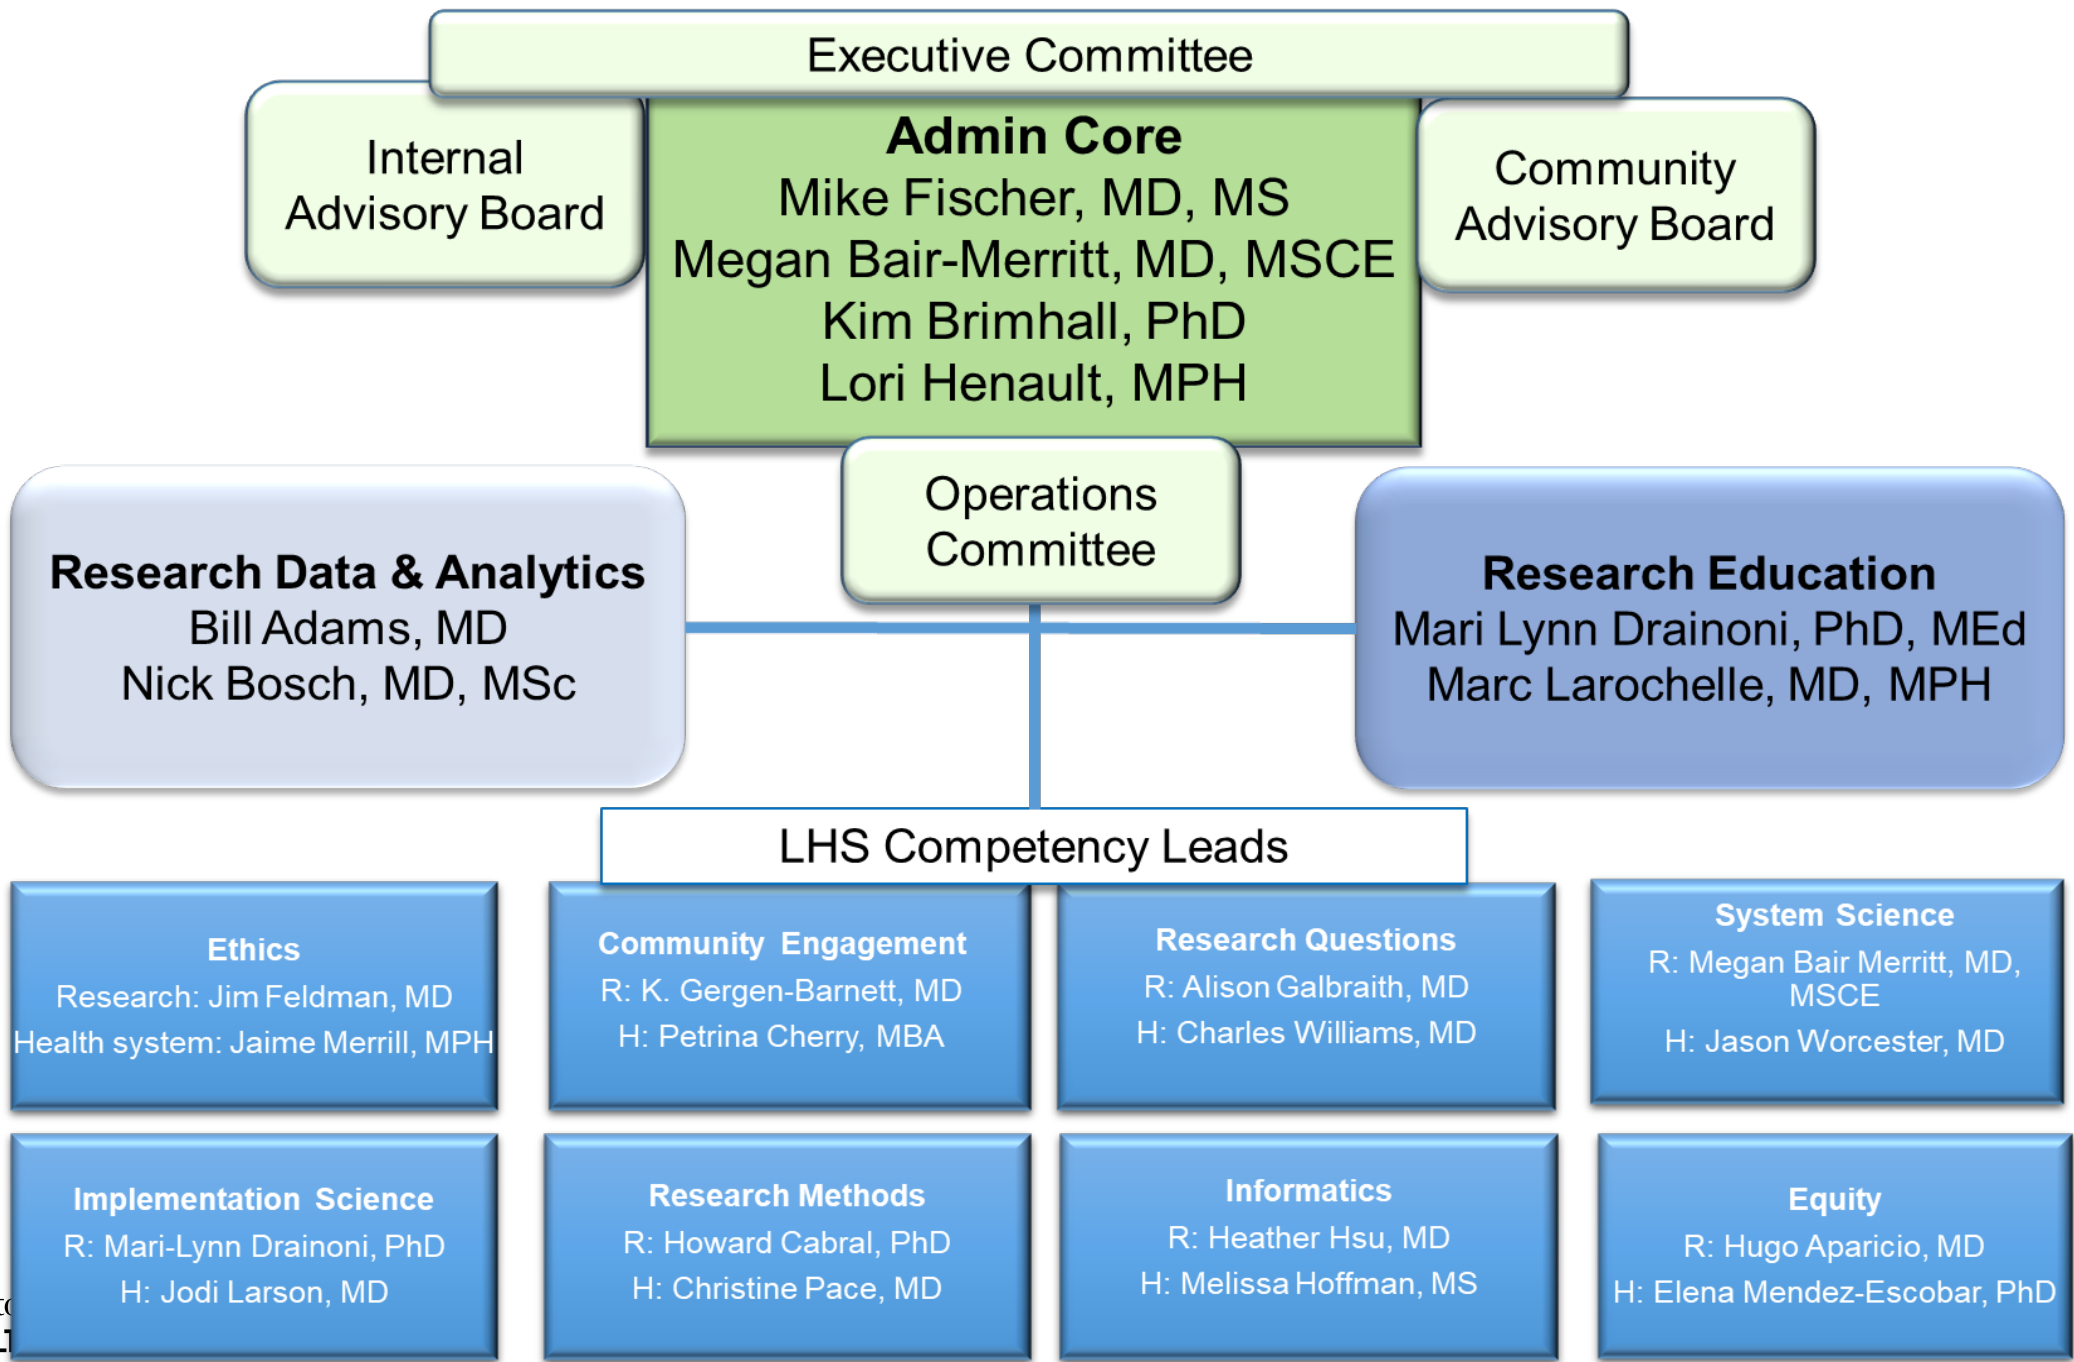 Executive Committee
Internal
Advisory Board
Admin Core
Mike Fischer, MD, MS
Megan Bair-Merritt, MD, MSCE
Kim Brimhall, PhD
Lori Henault, MPH
Community
Advisory Board
Operations
Committee
Research Data & Analytics
Bill Adams, MD
Nick Bosch, MD, MSc
Research Education
Mari Lynn Drainoni, PhD, MEd
Marc Larochelle, MD, MPH
LHS Competency Leads
Ethics
Research: Jim Feldman, MD
Health system: Jaime Merrill, MPH
Community Engagement
R: K. Gergen-Barnett, MD
H: Petrina Cherry, MBA
Research Questions
R: Alison Galbraith, MD
H: Charles Williams, MD
System Science
R: Megan Bair Merritt, MD,
MSCE
H: Jason Worcester, MD
Implementation Science
R: Mari-Lynn Drainoni, PhD
H: Jodi Larson, MD
Research Methods
R: Howard Cabral, PhD
H: Christine Pace, MD
Informatics
R: Heather Hsu, MD
H: Melissa Hoffman, MS
Equity
R: Hugo Aparicio, MD
H: Elena Mendez-Escobar, PhD